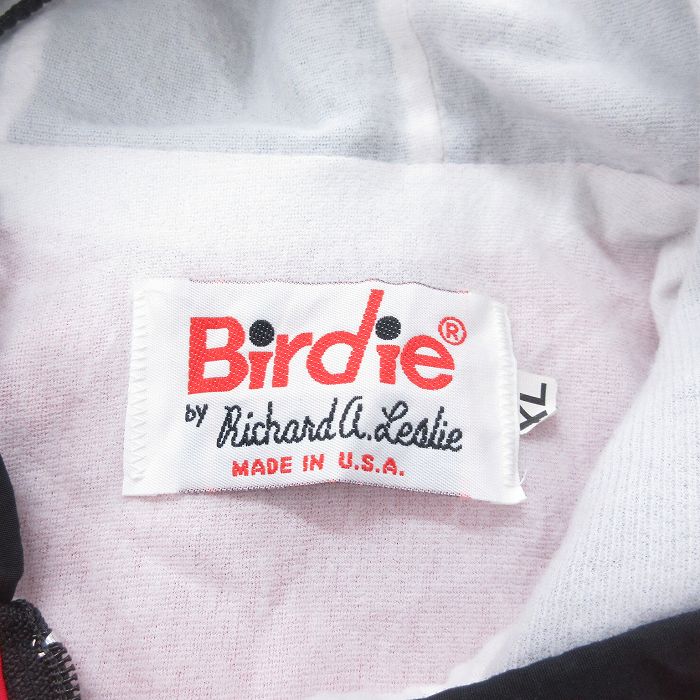 Birdie®
by Richard A. Leslie
MADE IN U.S.A.
XL